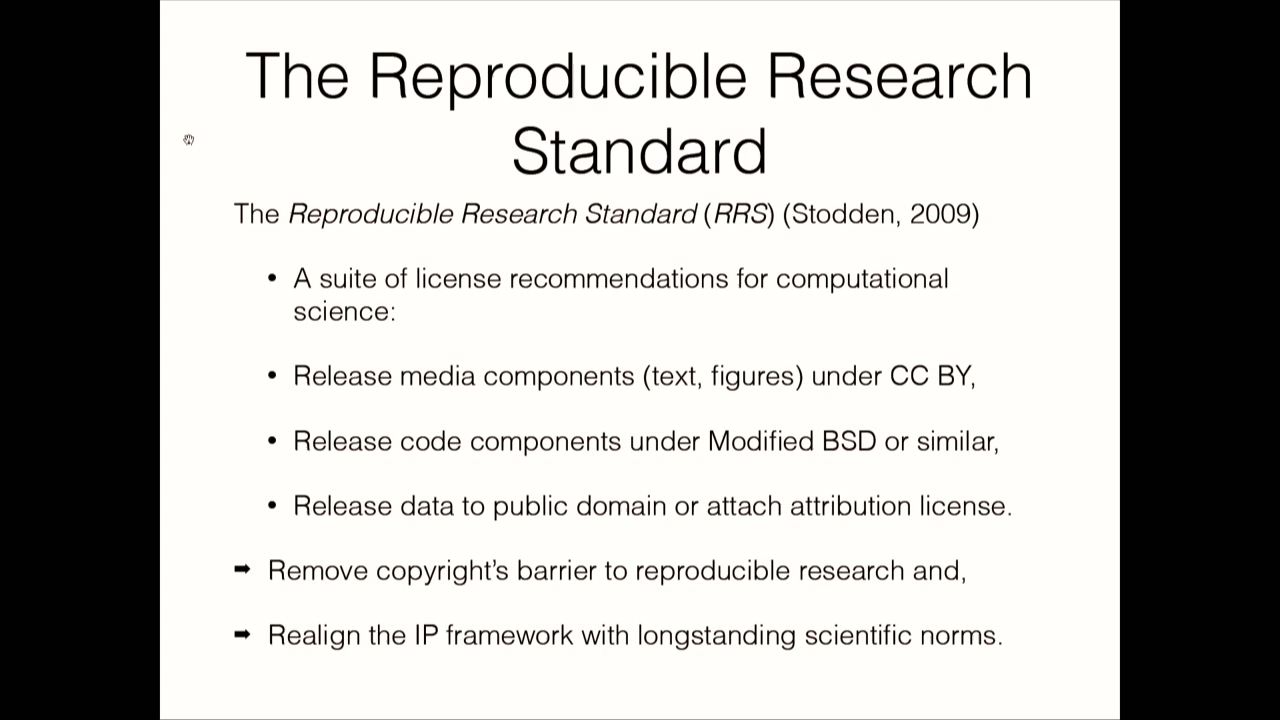 The Reproducible Research
Standard
The Reproducible Research Standard (RRS) (Stodden, 2009)
• A suite of license recommendations for computational
science:
• Release media components (text, figures) under CC BY,
• Release code components under Modified BSD or similar,
• Release data to public domain or attach attribution license.
➡ Remove copyright’s barrier to reproducible research and,
➡ Realign the IP framework with longstanding scientific norms.